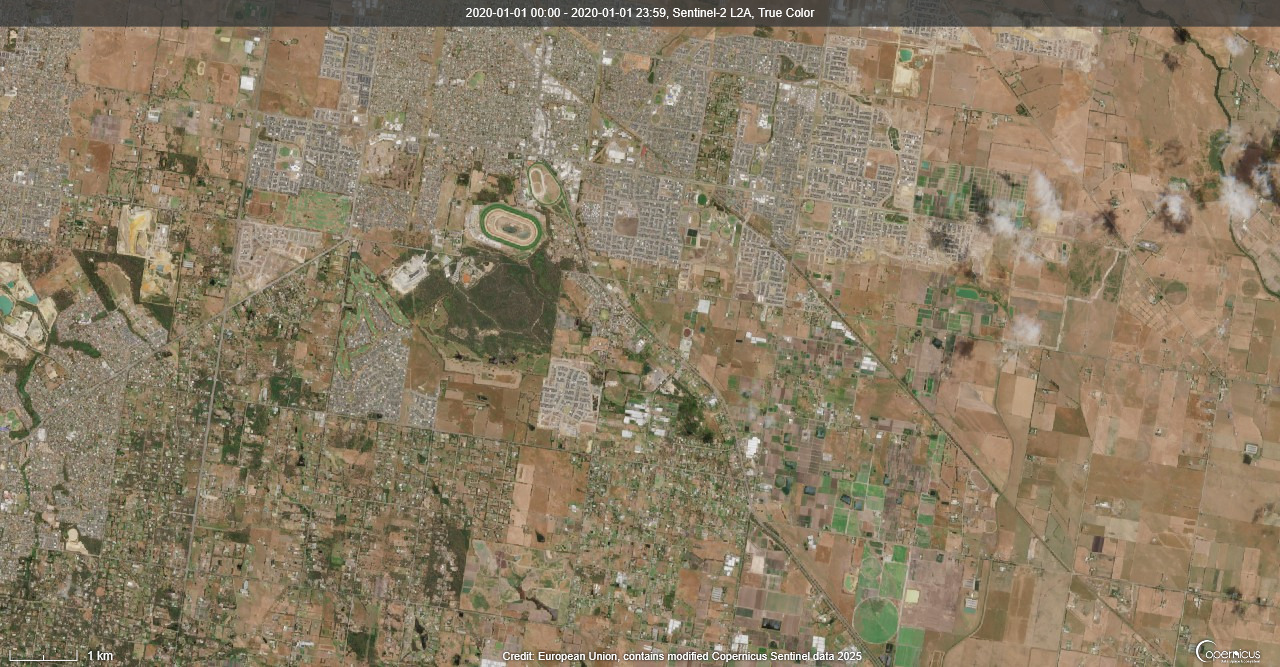 2020-01-01 00:00 - 2020-01-01 23:59, Sentinel-2 L2A, True Color
1 km
Credit: European Union, contains modified Copernicus Sentinel data 2025
opernicus